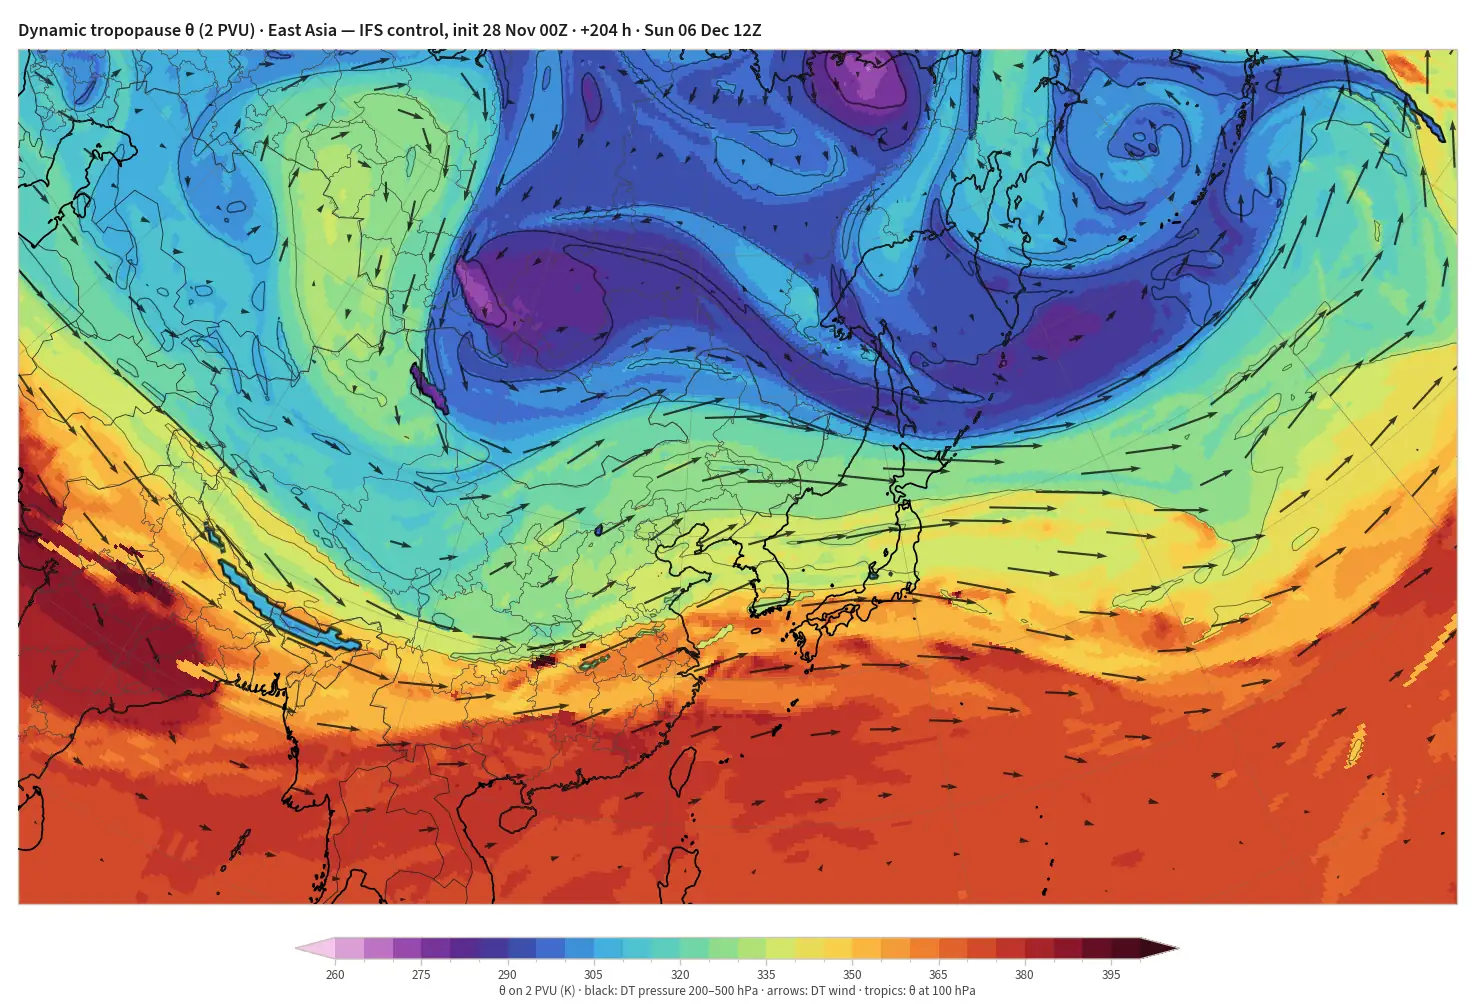 Dynamic tropopause θ (2 PVU) · East Asia — IFS control, init 28 Nov 00Z · +204 h · Sun 06 Dec 12Z
260 275 290 305 320 335 350 365 380 395
θ on 2 PVU (K) · black: DT pressure 200–500 hPa · arrows: DT wind · tropics: θ at 100 hPa